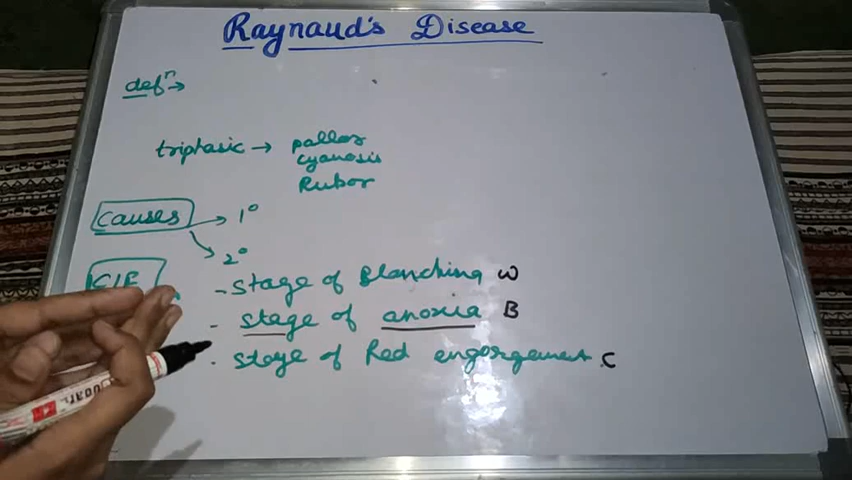 Raynaud's Disease
defⁿ→
triphasic → pallor
cyanosis
Rubor
Causes → 1°
2°
C/F
- Stage of Blanching W
- stage of anoxia B
- stage of Red engorgement C